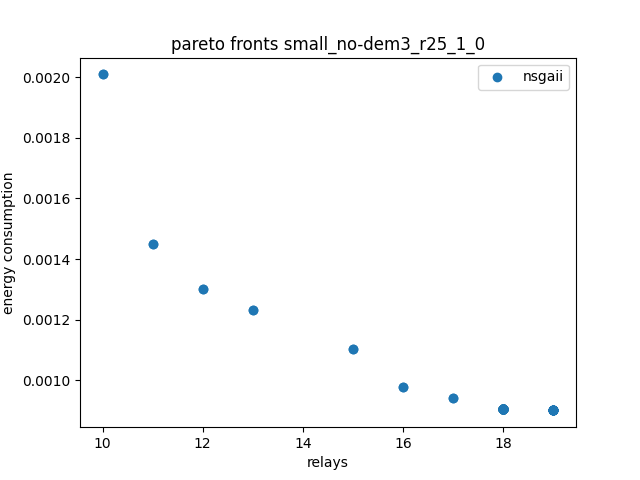 pareto fronts small_no-dem3_r25_1_0
nsgaii
0.0020
0.0018
0.0016
0.0014
0.0012
0.0010
energy consumption
10 12 14 16 18
relays